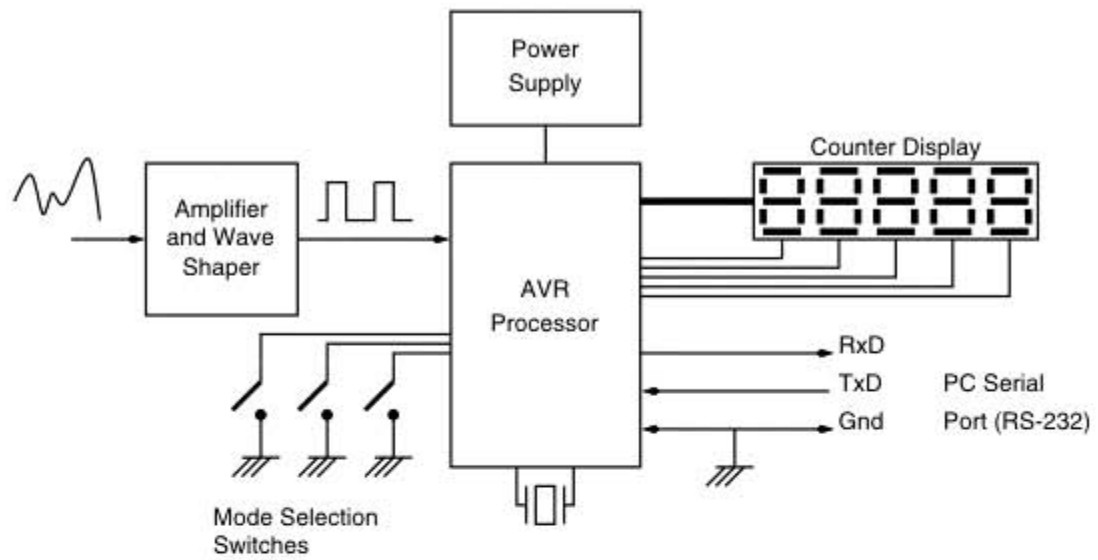 Power
Supply
Counter Display
Amplifier
and Wave
Shaper
AVR
Processor
RxD
TxD
PC Serial
Gnd
Port (RS-232)
Mode Selection
Switches